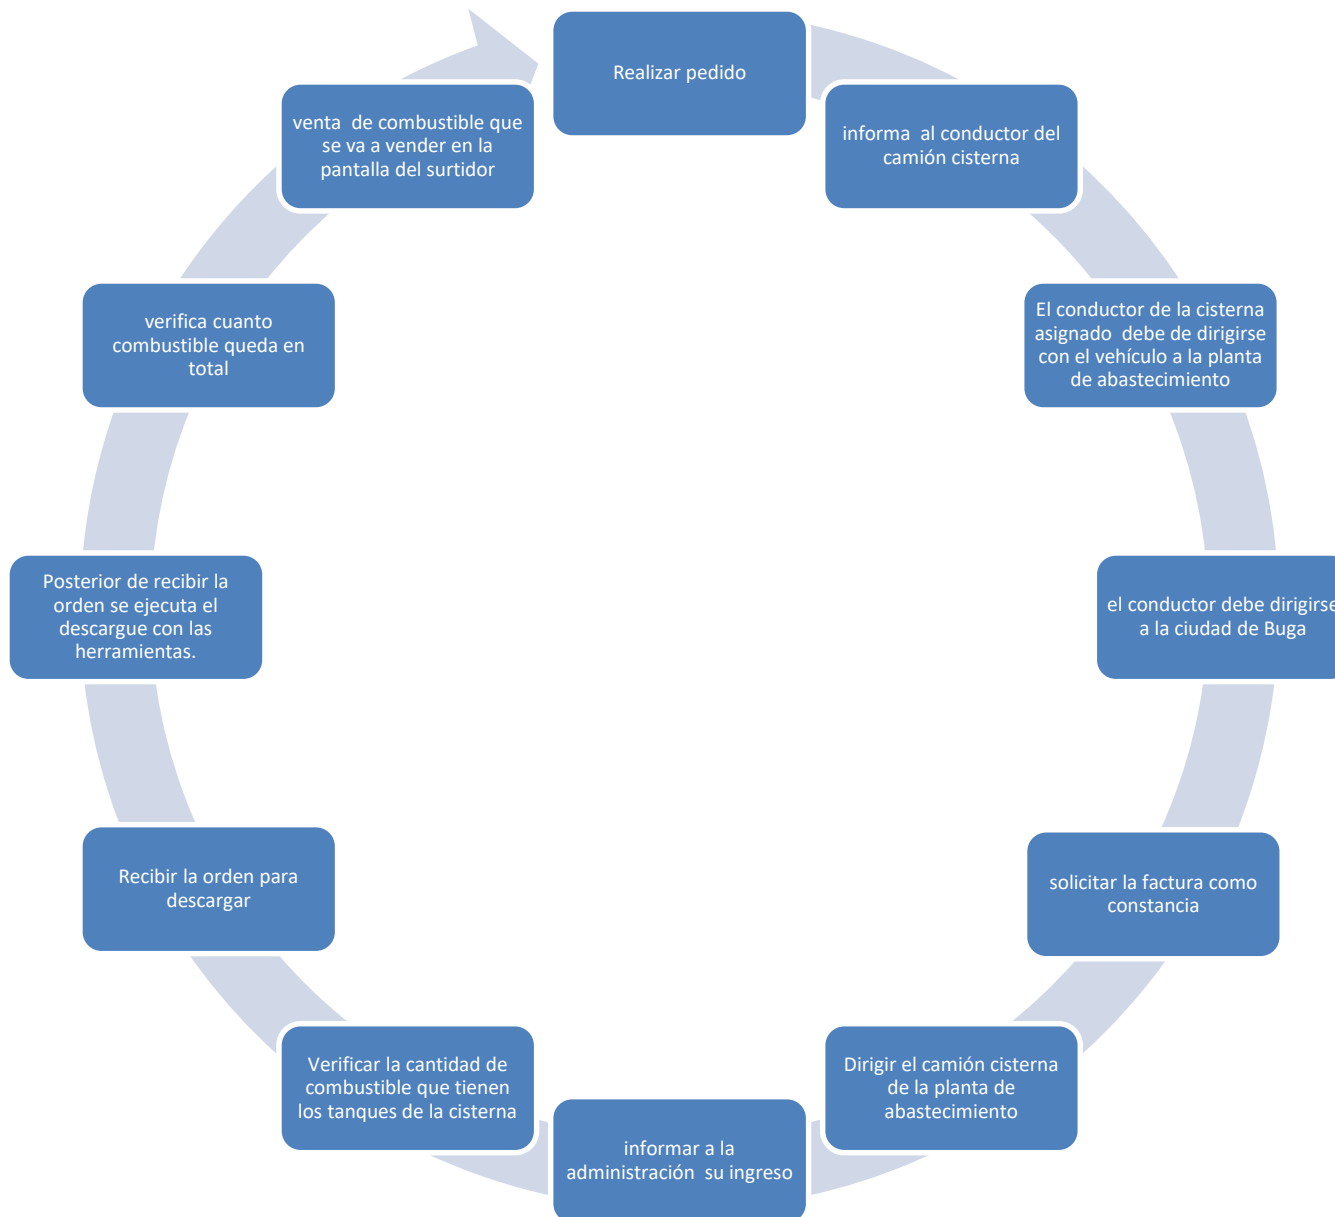 Realizar pedido
informa al conductor del
camión cisterna
El conductor de la cisterna
asignado debe de dirigirse
con el vehículo a la planta
de abastecimiento
el conductor debe dirigirse
a la ciudad de Buga
solicitar la factura como
constancia
Dirigir el camión cisterna
de la planta de
abastecimiento
informar a la
administración su ingreso
Verificar la cantidad de
combustible que tienen
los tanques de la cisterna
Recibir la orden para
descargar
Posterior de recibir la
orden se ejecuta el
descargue con las
herramientas.
verifica cuanto
combustible queda en
total
venta de combustible que
se va a vender en la
pantalla del surtidor